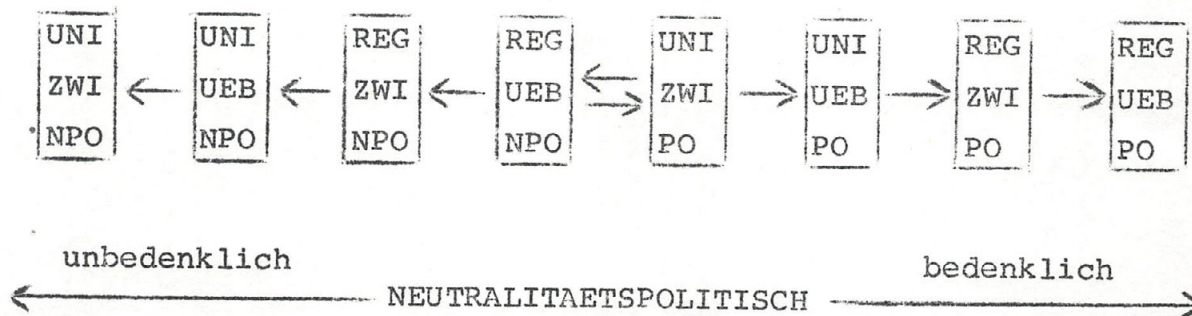 UNI UNI REG REG UNI UNI REG REG
ZWI UEB ZWI UEB ZWI UEB ZWI UEB
NPO NPO NPO NPO PO PO PO PO
unbedenklich bedenklich
NEUTRALITAETSPOLITISCH